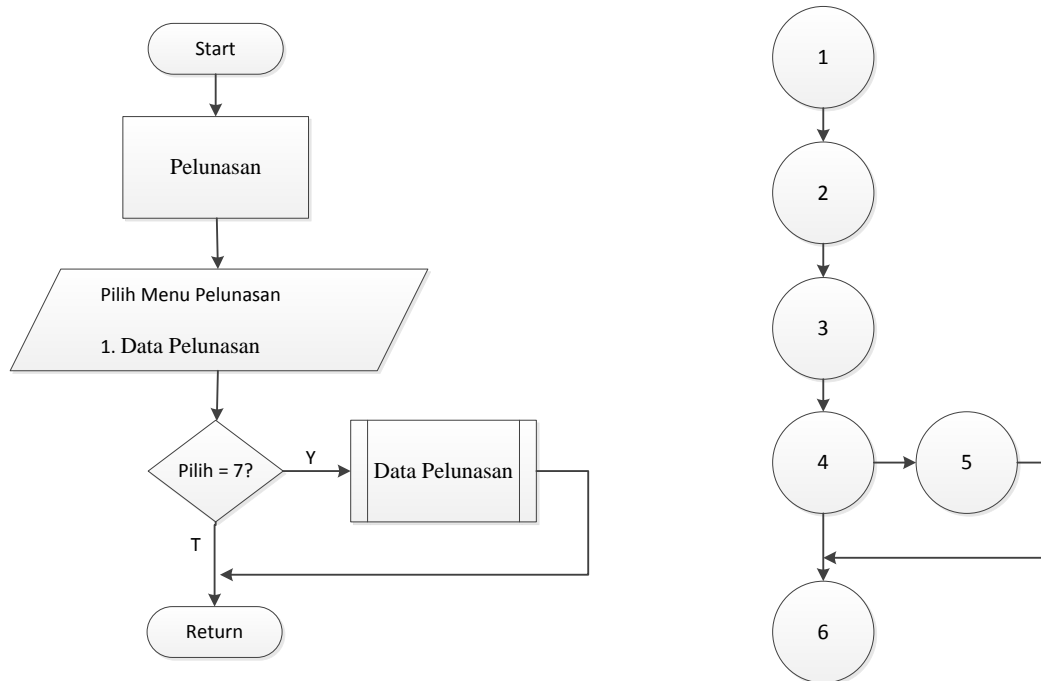 Start
Pelunasan
Pilih Menu Pelunasan
1. Data Pelunasan
Pilih = 7?
Y
Data Pelunasan
T
Return
1
2
3
4
5
6